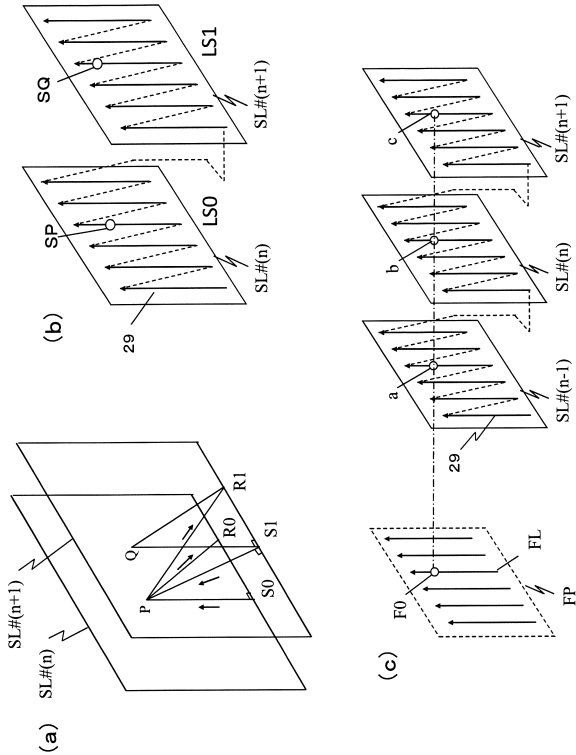 (a)
SL#(n)
SL#(n+1)
P
Q
S0
R0
S1
R1
(b)
29
SP
SQ
LS0
LS1
SL#(n)
SL#(n+1)
(c)
F0
FL
FP
29
a
b
c
SL#(n-1)
SL#(n)
SL#(n+1)